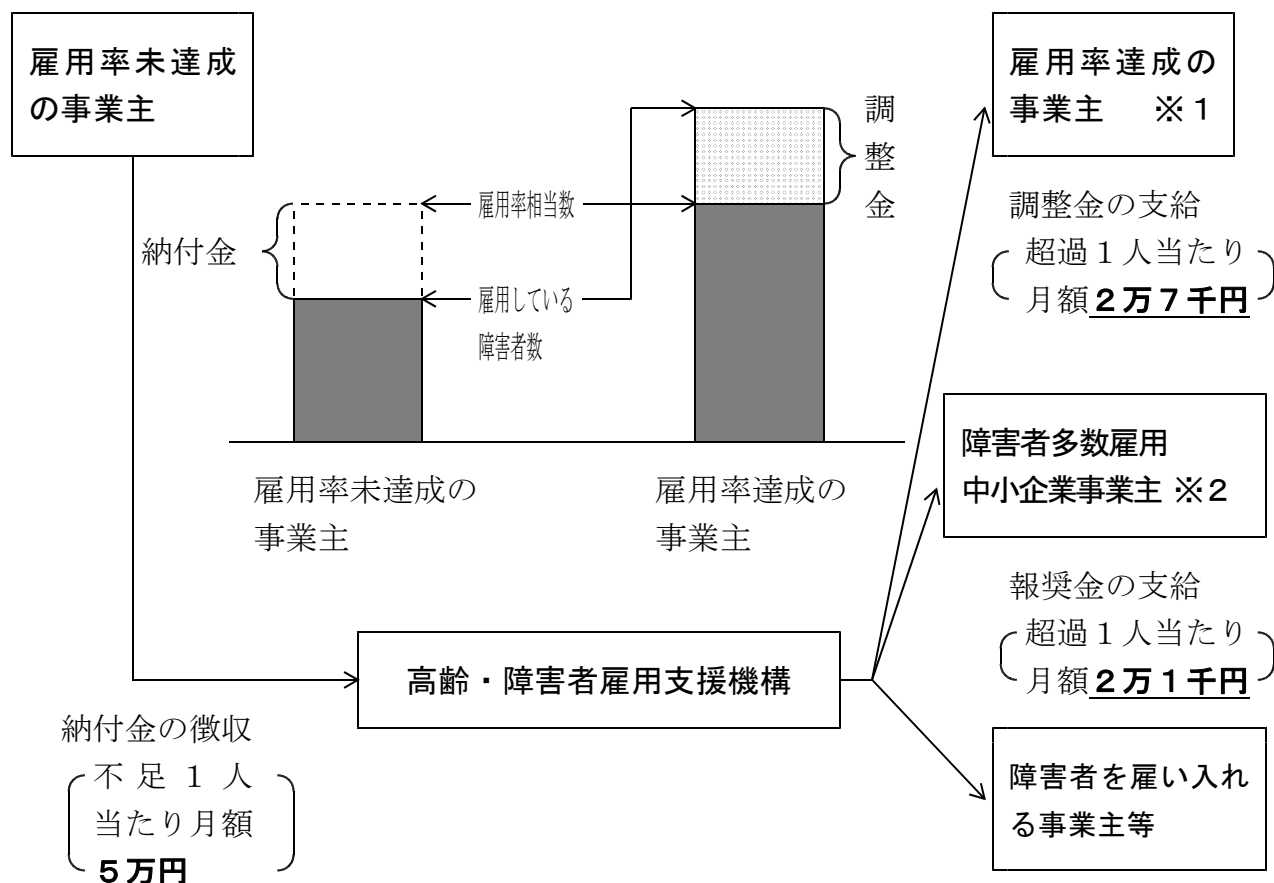 雇用率未達成
の事業主
雇用率達成の
事業主 ※１
調
整
金
雇用率相当数
納付金
雇用している
障害者数
調整金の支給
超過１人当たり
月額２万７千円
雇用率未達成の
事業主
雇用率達成の
事業主
障害者多数雇用
中小企業事業主 ※２
報奨金の支給
超過１人当たり
月額２万１千円
高齢・障害者雇用支援機構
納付金の徴収
不足１人
当たり月額
５万円
障害者を雇い入れ
る事業主等